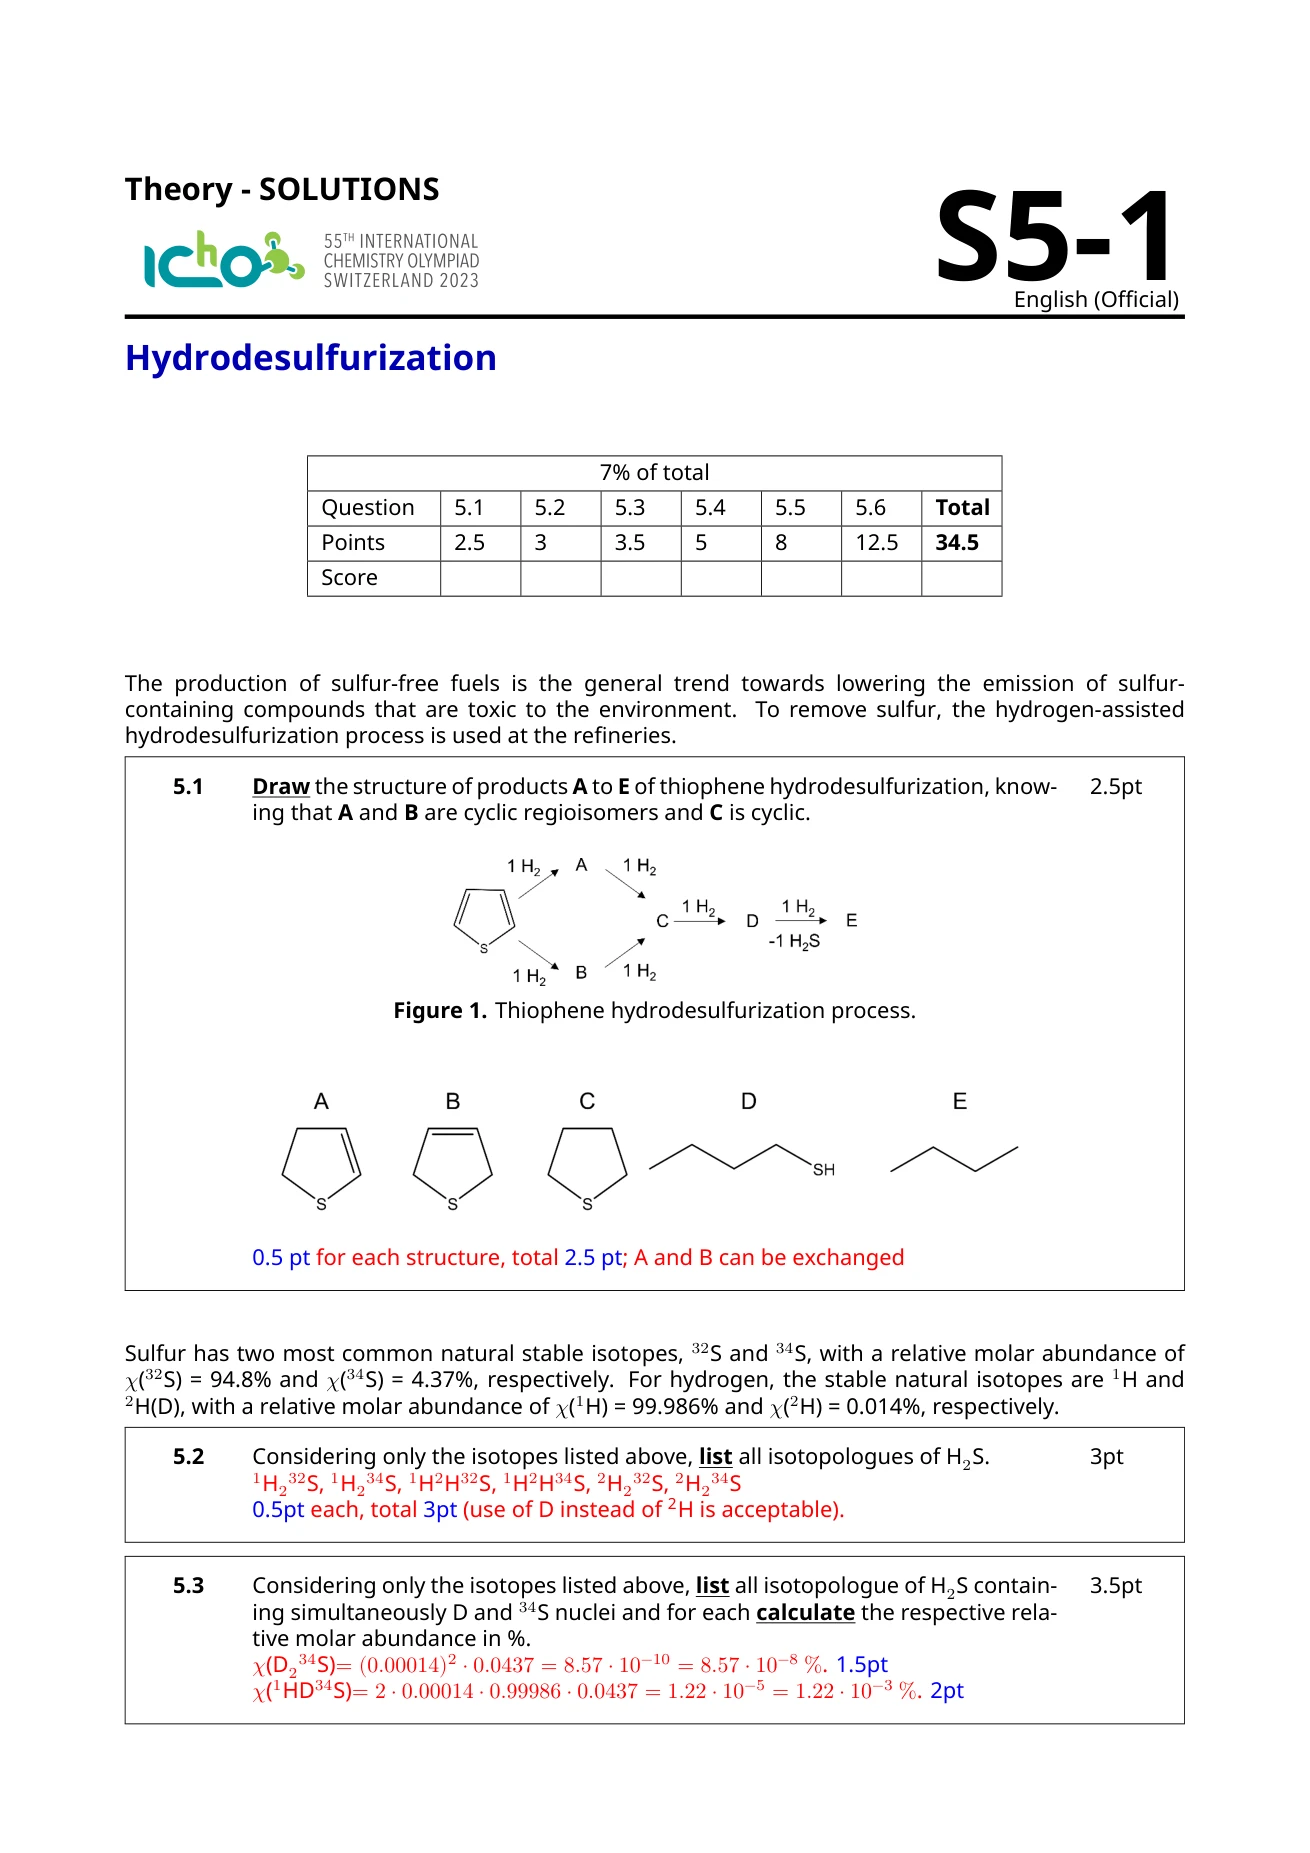 Theory - SOLUTIONS
IChO
55TH INTERNATIONAL
CHEMISTRY OLYMPIAD
SWITZERLAND 2023
S5-1
English (Official)
Hydrodesulfurization
7% of total
Question 5.1 5.2 5.3 5.4 5.5 5.6 Total
Points 2.5 3 3.5 5 8 12.5 34.5
Score
The production of sulfur-free fuels is the general trend towards lowering the emission of sulfur-
containing compounds that are toxic to the environment. To remove sulfur, the hydrogen-assisted
hydrodesulfurization process is used at the refineries.
5.1 Draw the structure of products A to E of thiophene hydrodesulfurization, know- 2.5pt
ing that A and B are cyclic regioisomers and C is cyclic.
1 H₂ A 1 H₂
S C 1 H₂ D 1 H₂ E
-1 H₂S
1 H₂ B 1 H₂
Figure 1. Thiophene hydrodesulfurization process.
A B C D E
S S S SH
0.5 pt for each structure, total 2.5 pt; A and B can be exchanged
Sulfur has two most common natural stable isotopes, ³²S and ³⁴S, with a relative molar abundance of
χ(³²S) = 94.8% and χ(³⁴S) = 4.37%, respectively. For hydrogen, the stable natural isotopes are ¹H and
²H(D), with a relative molar abundance of χ(¹H) = 99.986% and χ(²H) = 0.014%, respectively.
5.2 Considering only the isotopes listed above, list all isotopologues of H₂S. 3pt
¹H₂³²S, ¹H₂³⁴S, ¹H²H³²S, ¹H²H³⁴S, ²H₂³²S, ²H₂³⁴S
0.5pt each, total 3pt (use of D instead of ²H is acceptable).
5.3 Considering only the isotopes listed above, list all isotopologue of H₂S contain- 3.5pt
ing simultaneously D and ³⁴S nuclei and for each calculate the respective rela-
tive molar abundance in %.
χ(D₂³⁴S)= (0.00014)² · 0.0437 = 8.57 · 10⁻¹⁰ = 8.57 · 10⁻⁸ %. 1.5pt
χ(¹HD³⁴S)= 2 · 0.00014 · 0.99986 · 0.0437 = 1.22 · 10⁻⁵ = 1.22 · 10⁻³ %. 2pt